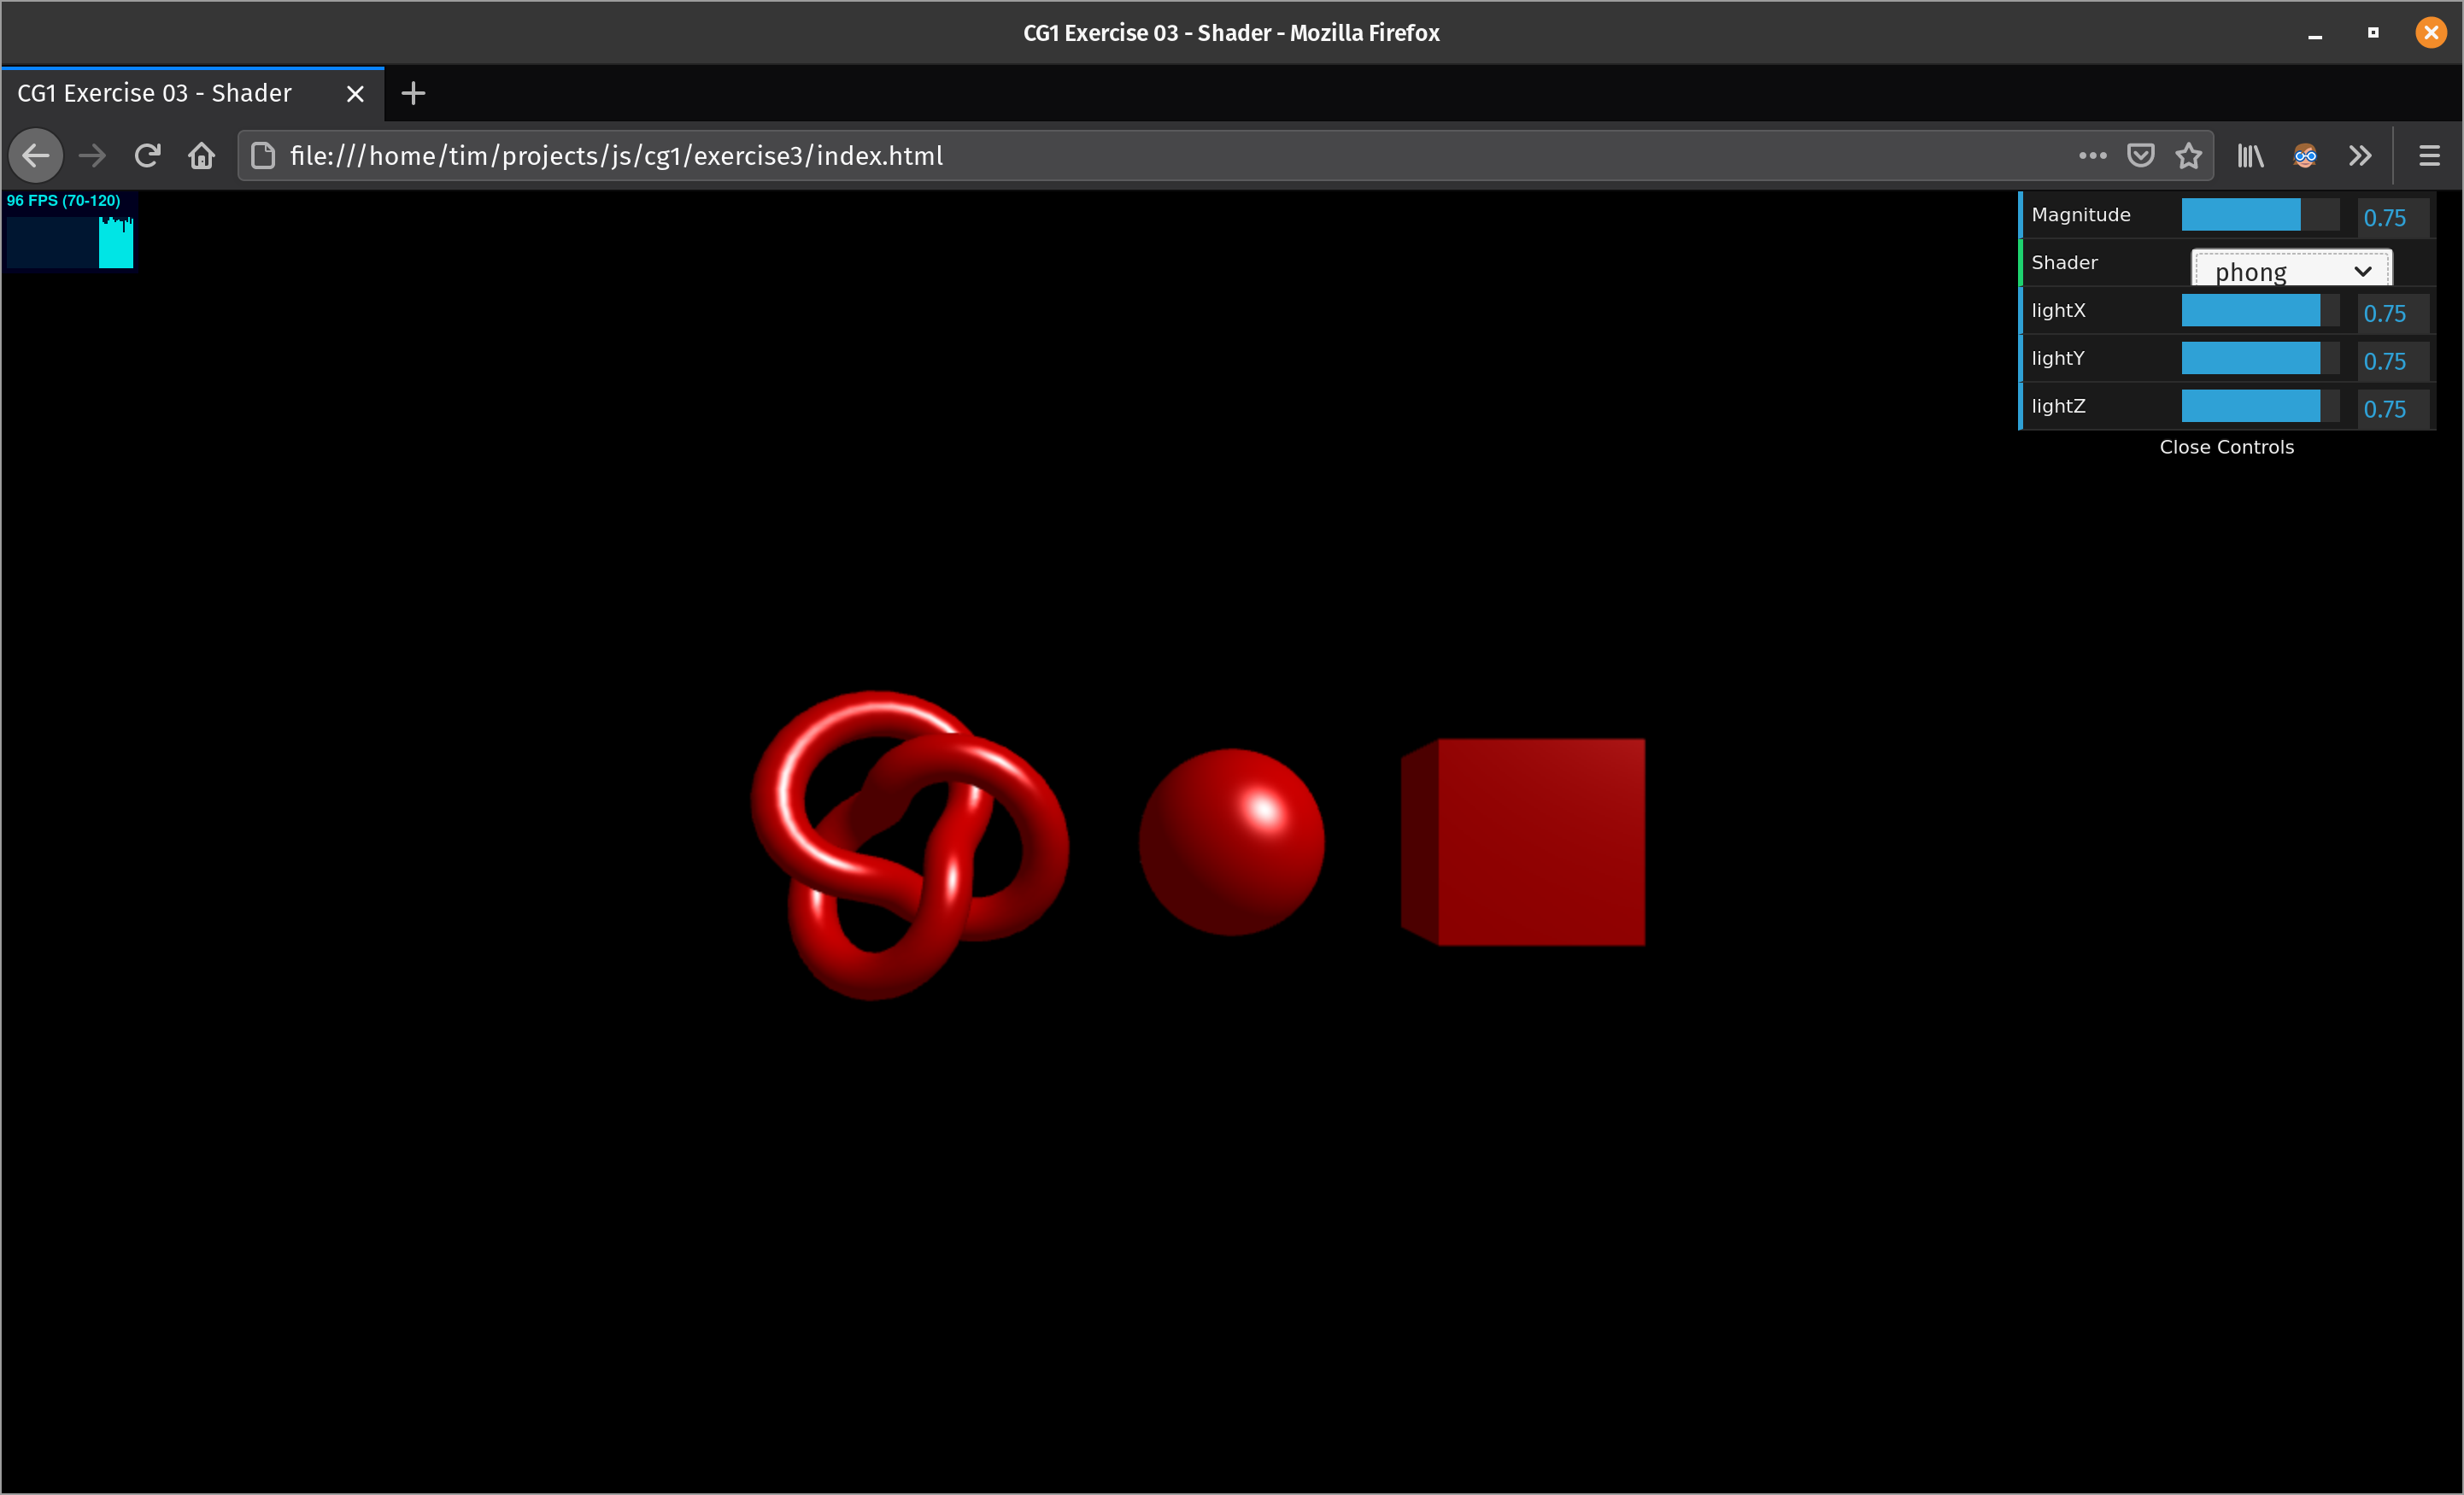 CG1 Exercise 03 - Shader - Mozilla Firefox
CG1 Exercise 03 - Shader
file:///home/tim/projects/js/cg1/exercise3/index.html
96 FPS (70-120)
Magnitude 0.75
Shader phong
lightX 0.75
lightY 0.75
lightZ 0.75
Close Controls